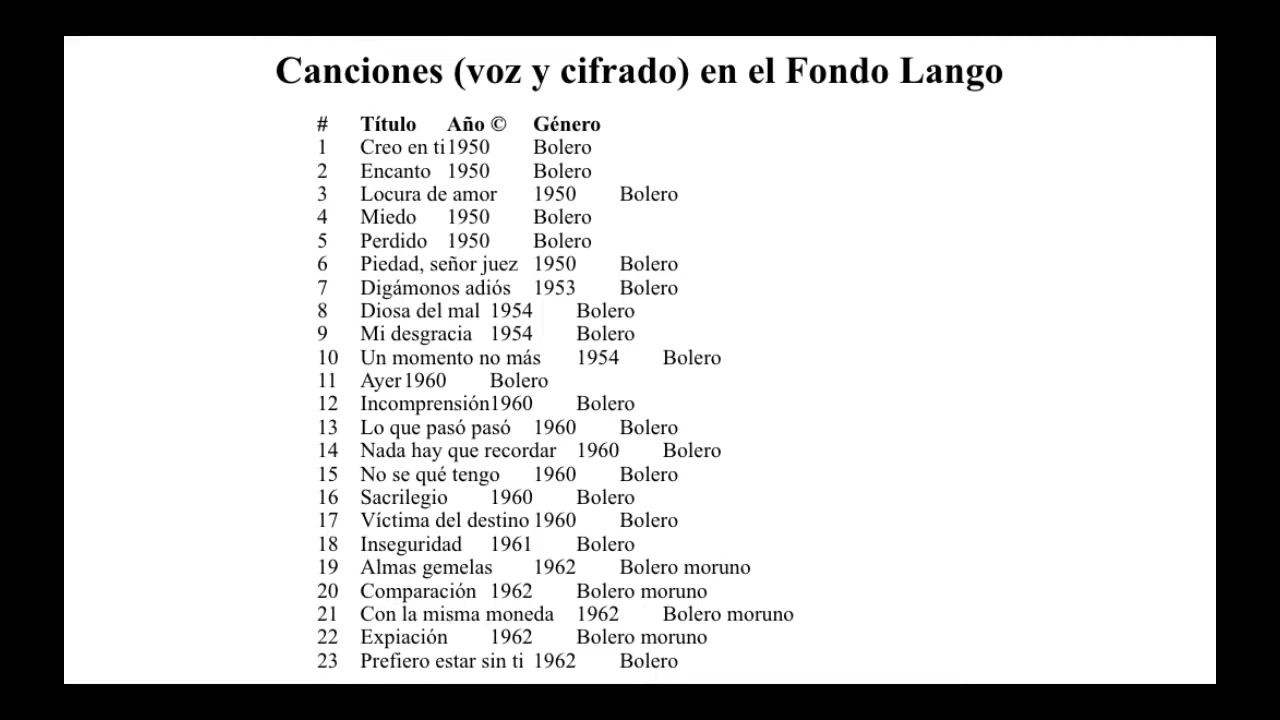 Canciones (voz y cifrado) en el Fondo Lango
# Título Año © Género
1 Creo en ti 1950 Bolero
2 Encanto 1950 Bolero
3 Locura de amor 1950 Bolero
4 Miedo 1950 Bolero
5 Perdido 1950 Bolero
6 Piedad, señor juez 1950 Bolero
7 Digámonos adiós 1953 Bolero
8 Diosa del mal 1954 Bolero
9 Mi desgracia 1954 Bolero
10 Un momento no más 1954 Bolero
11 Ayer 1960 Bolero
12 Incomprensión 1960 Bolero
13 Lo que pasó pasó 1960 Bolero
14 Nada hay que recordar 1960 Bolero
15 No se qué tengo 1960 Bolero
16 Sacrilegio 1960 Bolero
17 Víctima del destino 1960 Bolero
18 Inseguridad 1961 Bolero
19 Almas gemelas 1962 Bolero moruno
20 Comparación 1962 Bolero moruno
21 Con la misma moneda 1962 Bolero moruno
22 Expiación 1962 Bolero moruno
23 Prefiero estar sin ti 1962 Bolero